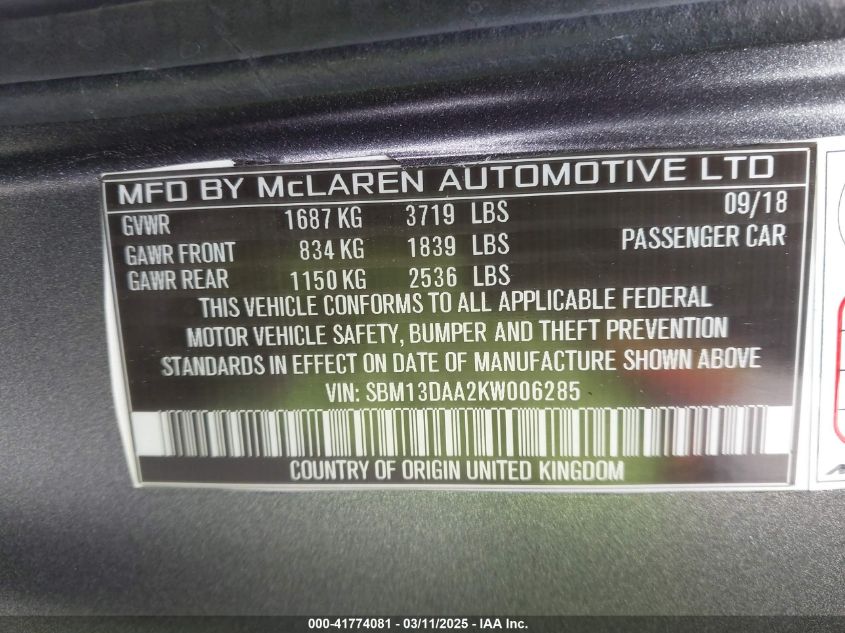 MFD BY McLAREN AUTOMOTIVE LTD
GVWR 1687 KG 3719 LBS 09/18
GAWR FRONT 834 KG 1839 LBS PASSENGER CAR
GAWR REAR 1150 KG 2536 LBS
THIS VEHICLE CONFORMS TO ALL APPLICABLE FEDERAL
MOTOR VEHICLE SAFETY, BUMPER AND THEFT PREVENTION
STANDARDS IN EFFECT ON DATE OF MANUFACTURE SHOWN ABOVE
VIN: SBM13DAA2KW006285
COUNTRY OF ORIGIN UNITED KINGDOM
000-41774081 - 03/11/2025 - IAA Inc.